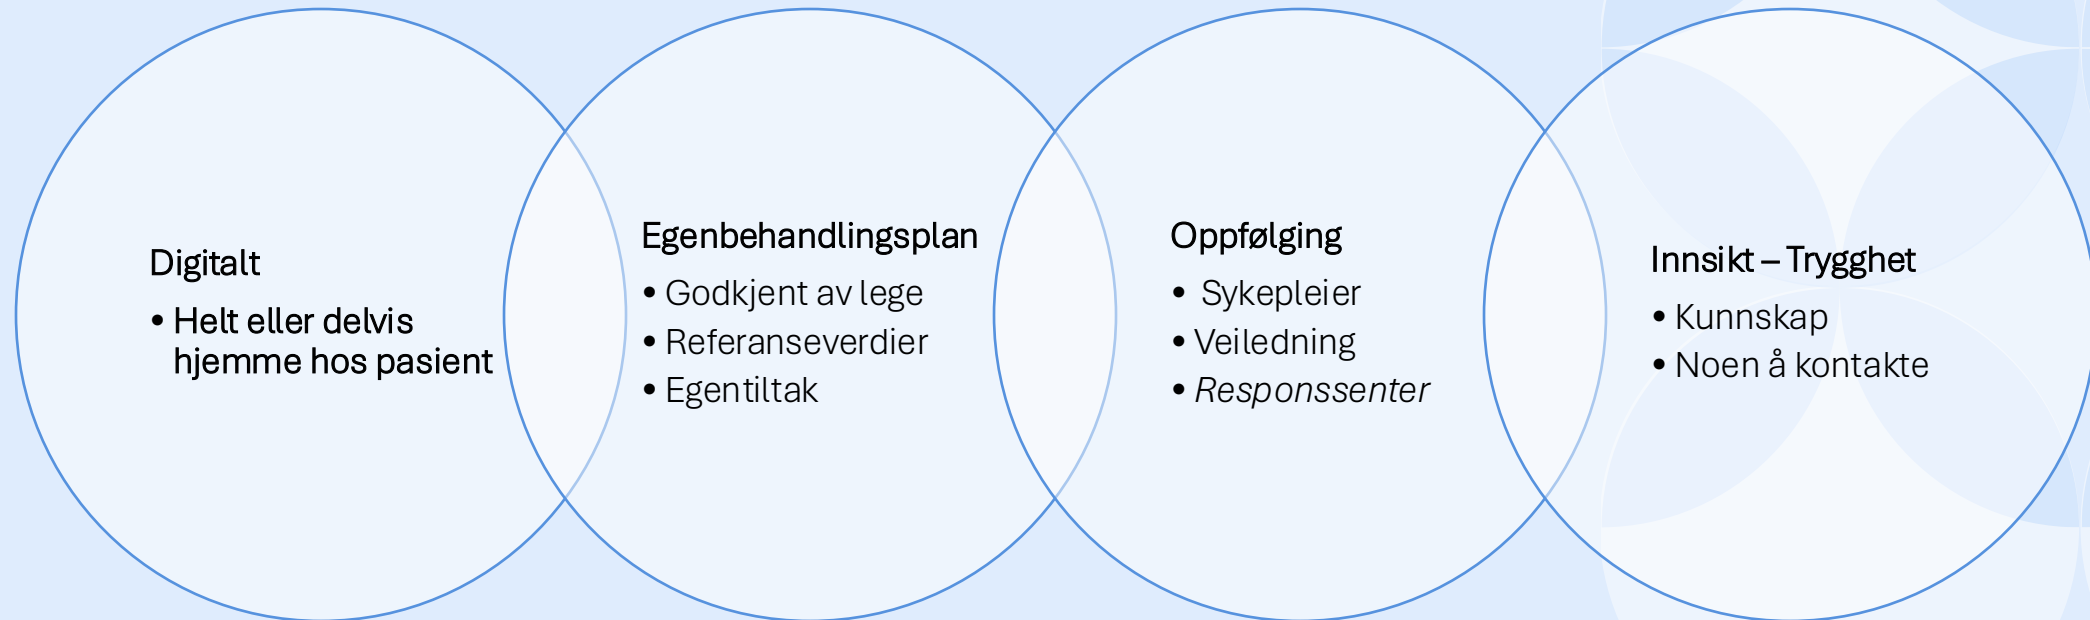 Digitalt
• Helt eller delvis
hjemme hos pasient
Egenbehandlingsplan
• Godkjent av lege
• Referanseverdier
• Egentiltak
Oppfølging
• Sykepleier
• Veiledning
• Responssenter
Innsikt – Trygghet
• Kunnskap
• Noen å kontakte